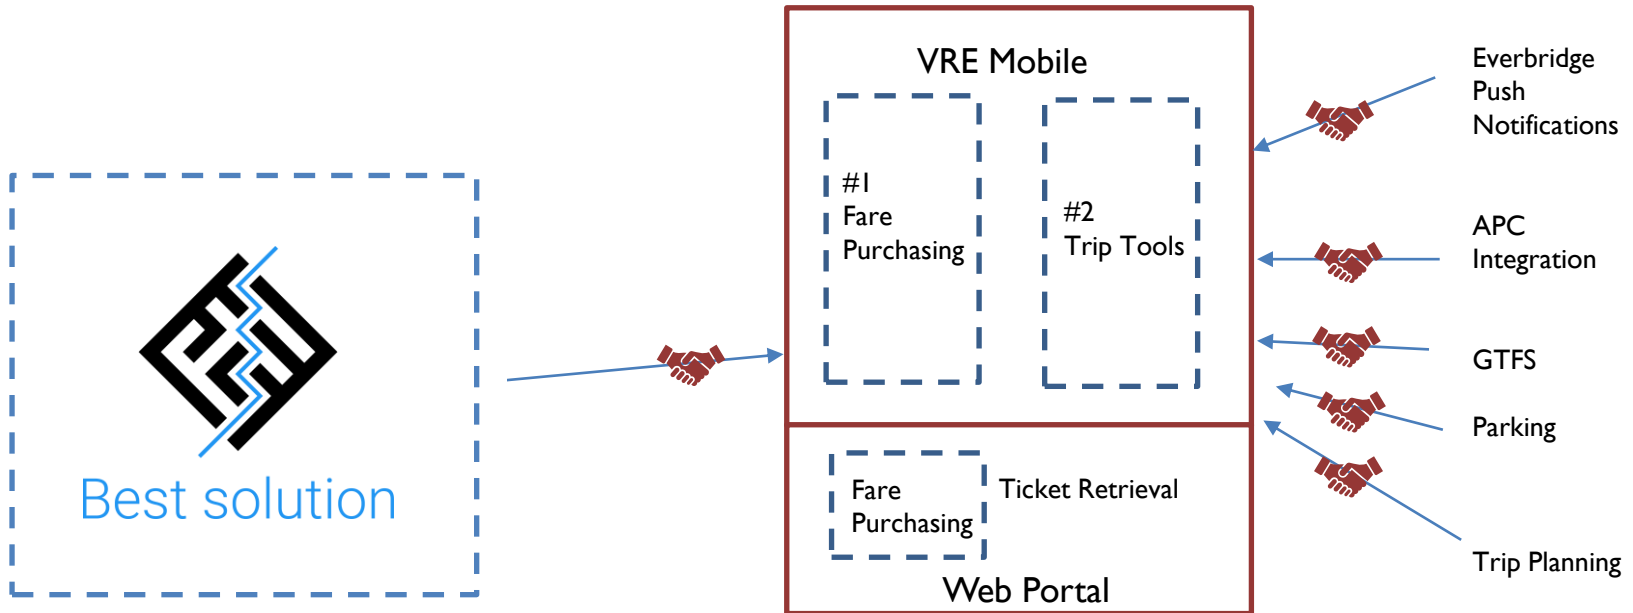 VRE Mobile
#1
Fare
Purchasing
#2
Trip Tools
Everbridge
Push
Notifications
APC
Integration
GTFS
Parking
Trip Planning
Best solution
Fare
Purchasing
Ticket Retrieval
Web Portal